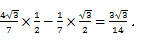 4√3/7 × 1/2 − 1/7 × √3/2 = 3√3/14 .